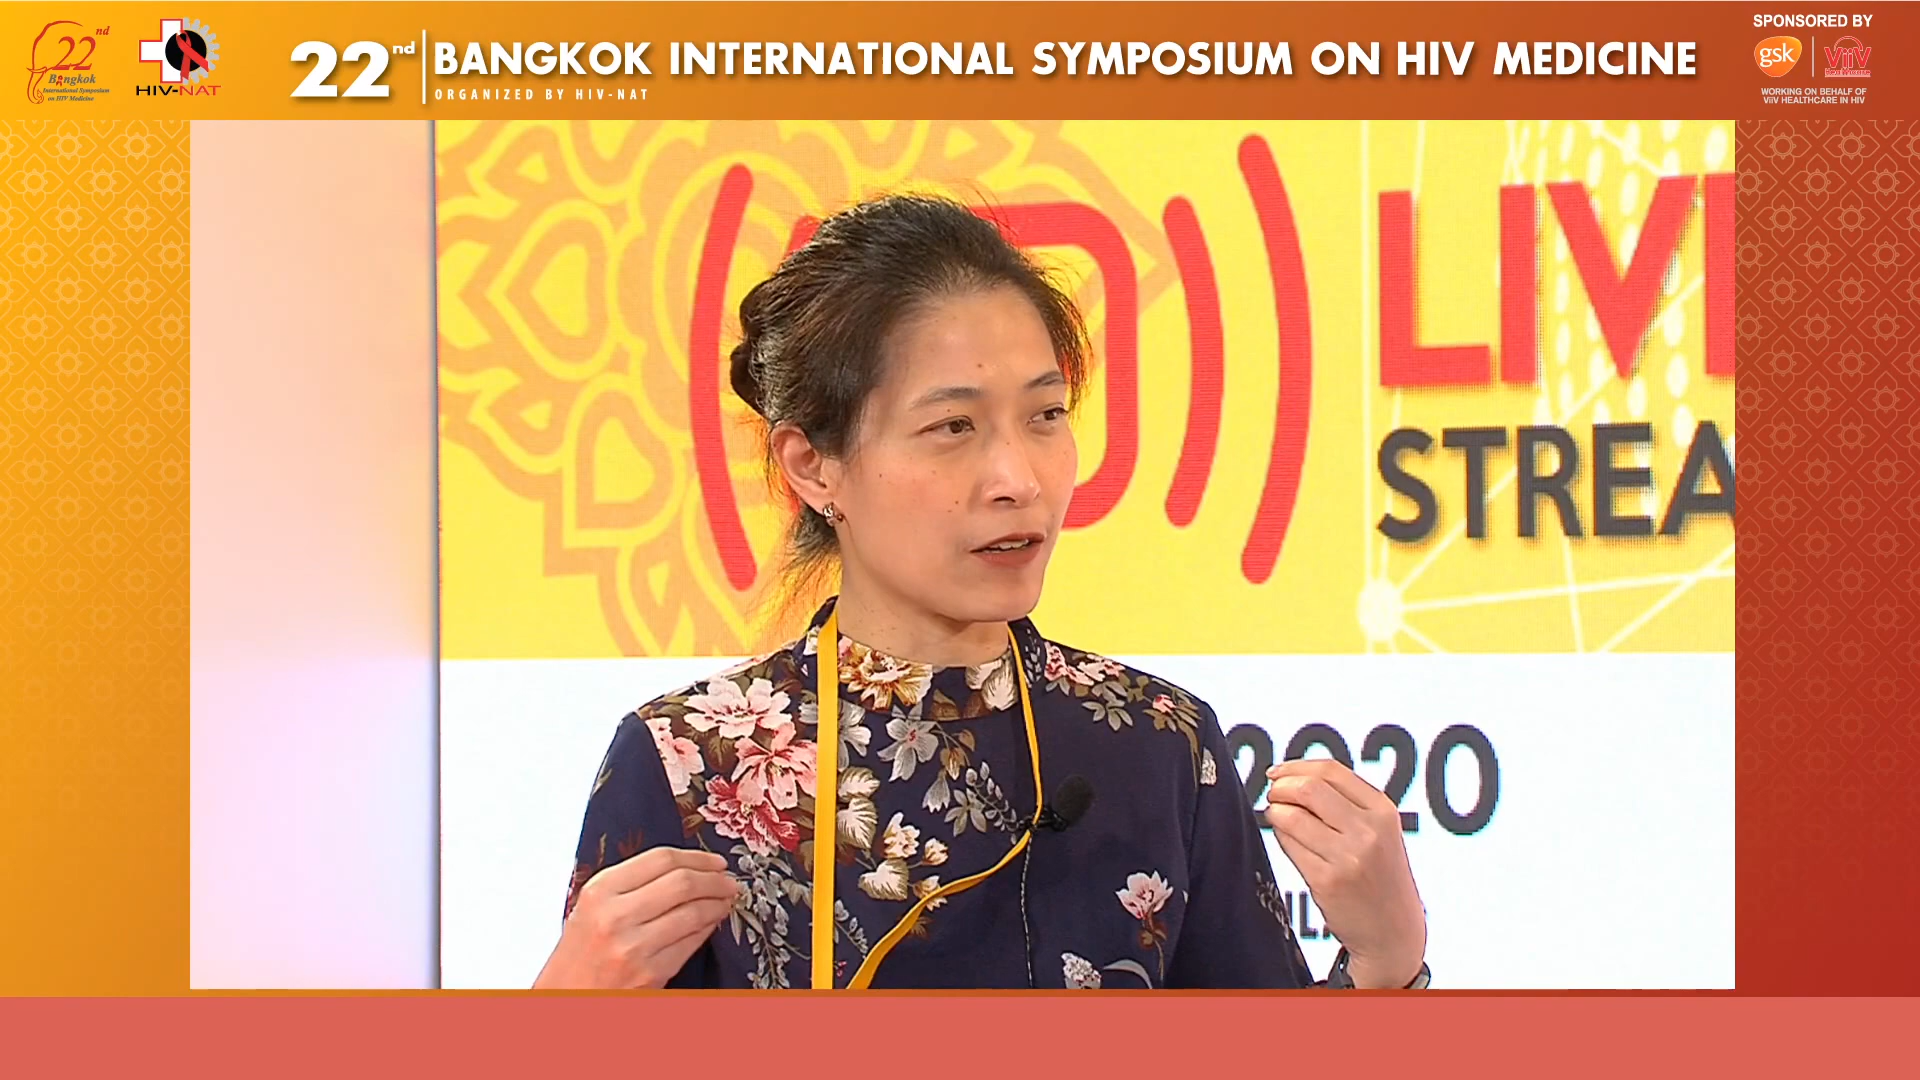 22nd
Bangkok
International Symposium
on HIV Medicine
HIV-NAT
22nd
BANGKOK INTERNATIONAL SYMPOSIUM ON HIV MEDICINE
ORGANIZED BY HIV-NAT
SPONSORED BY
gsk
ViiV
WORKING ON BEHALF OF
ViiV HEALTHCARE IN HIV
LIV
STREA
2020